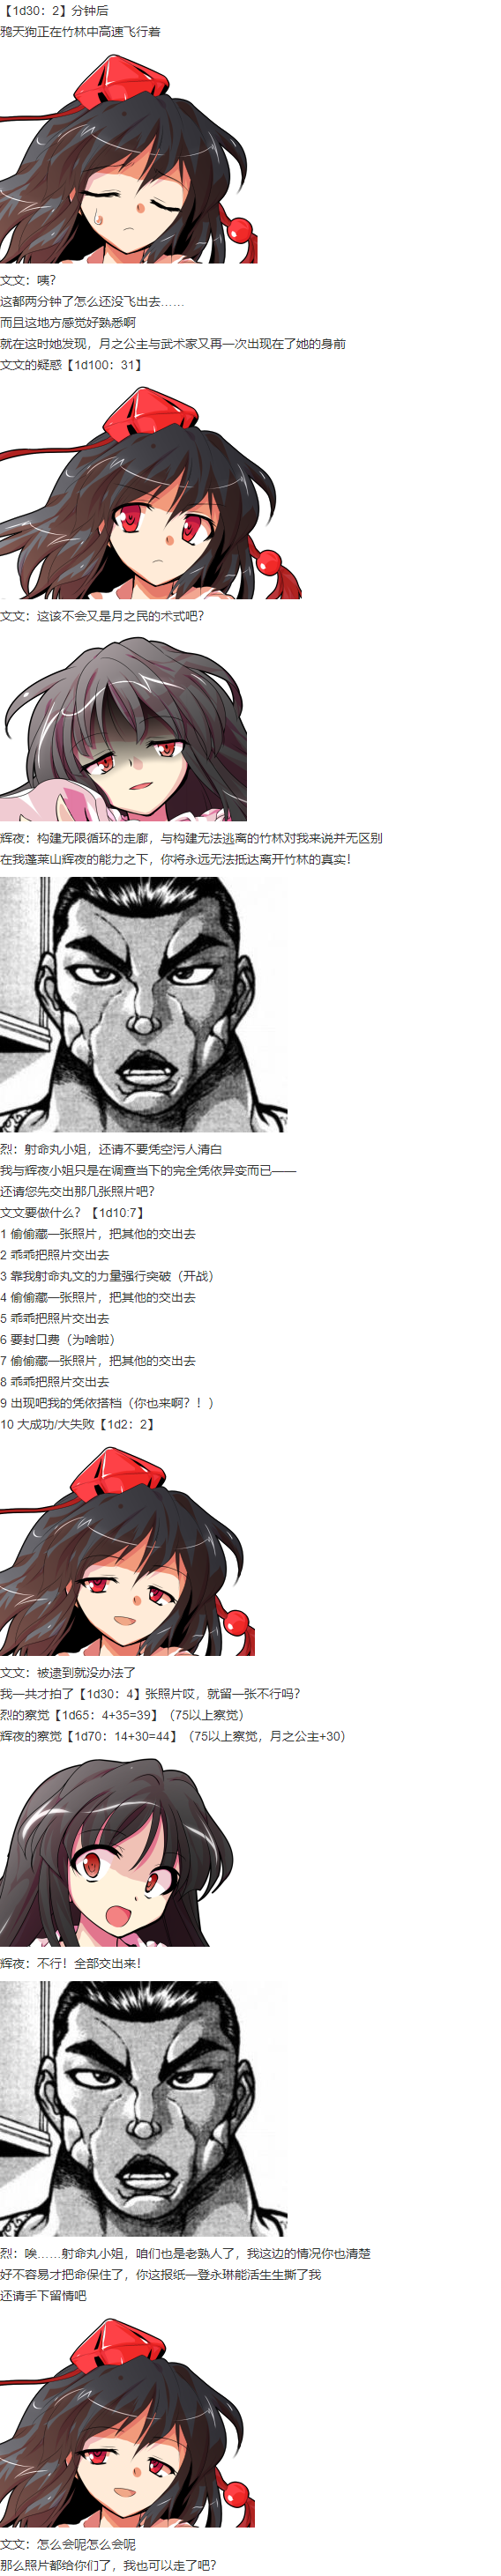 【1d30：2】分钟后
鸦天狗正在竹林中高速飞行着
文文：咦？
这都两分钟了怎么还没飞出去……
而且这地方感觉好熟悉啊
就在这时她发现，月之公主与武术家又再一次出现在了她的身前
文文的疑惑【1d100：31】
文文：这该不会又是月之民的术式吧？
辉夜：构建无限循环的走廊，与构建无法逃离的竹林对我来说并无区别
在我蓬莱山辉夜的能力之下，你将永远无法抵达离开竹林的真实！
烈：射命丸小姐，还请不要凭空污人清白
我与辉夜小姐只是在调查当下的完全凭依异变而已——
还请您先交出那几张照片吧？
文文要做什么？【1d10:7】
1 偷偷藏一张照片，把其他的交出去
2 乖乖把照片交出去
3 靠我射命丸文的力量强行突破（开战）
4 偷偷藏一张照片，把其他的交出去
5 乖乖把照片交出去
6 要封口费（为啥啦）
7 偷偷藏一张照片，把其他的交出去
8 乖乖把照片交出去
9 出现吧我的凭依搭档（你也来啊？！）
10 大成功/大失败【1d2：2】
文文：被逮到就没办法了
我一共才拍了【1d30：4】张照片哎，就留一张不行吗？
烈的察觉【1d65：4+35=39】（75以上察觉）
辉夜的察觉【1d70：14+30=44】（75以上察觉，月之公主+30）
辉夜：不行！全部交出来！
烈：唉……射命丸小姐，咱们也是老熟人了，我这边的情况你也清楚
好不容易才把命保住了，你这报纸一登永琳能活生生撕了我
还请手下留情吧
文文：怎么会呢怎么会呢
那么照片都给你们了，我也可以走了吧？